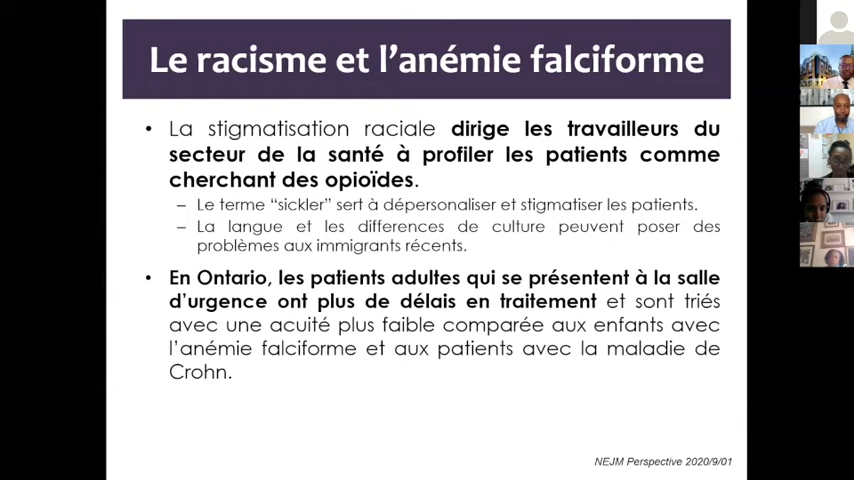 Le racisme et l'anémie falciforme
• La stigmatisation raciale dirige les travailleurs du
secteur de la santé à profiler les patients comme
cherchant des opioïdes.
– Le terme "sickler" sert à dépersonaliser et stigmatiser les patients.
– La langue et les differences de culture peuvent poser des
problèmes aux immigrants récents.
• En Ontario, les patients adultes qui se présentent à la salle
d'urgence ont plus de délais en traitement et sont triés
avec une acuité plus faible comparée aux enfants avec
l'anémie falciforme et aux patients avec la maladie de
Crohn.
NEJM Perspective 2020/9/01